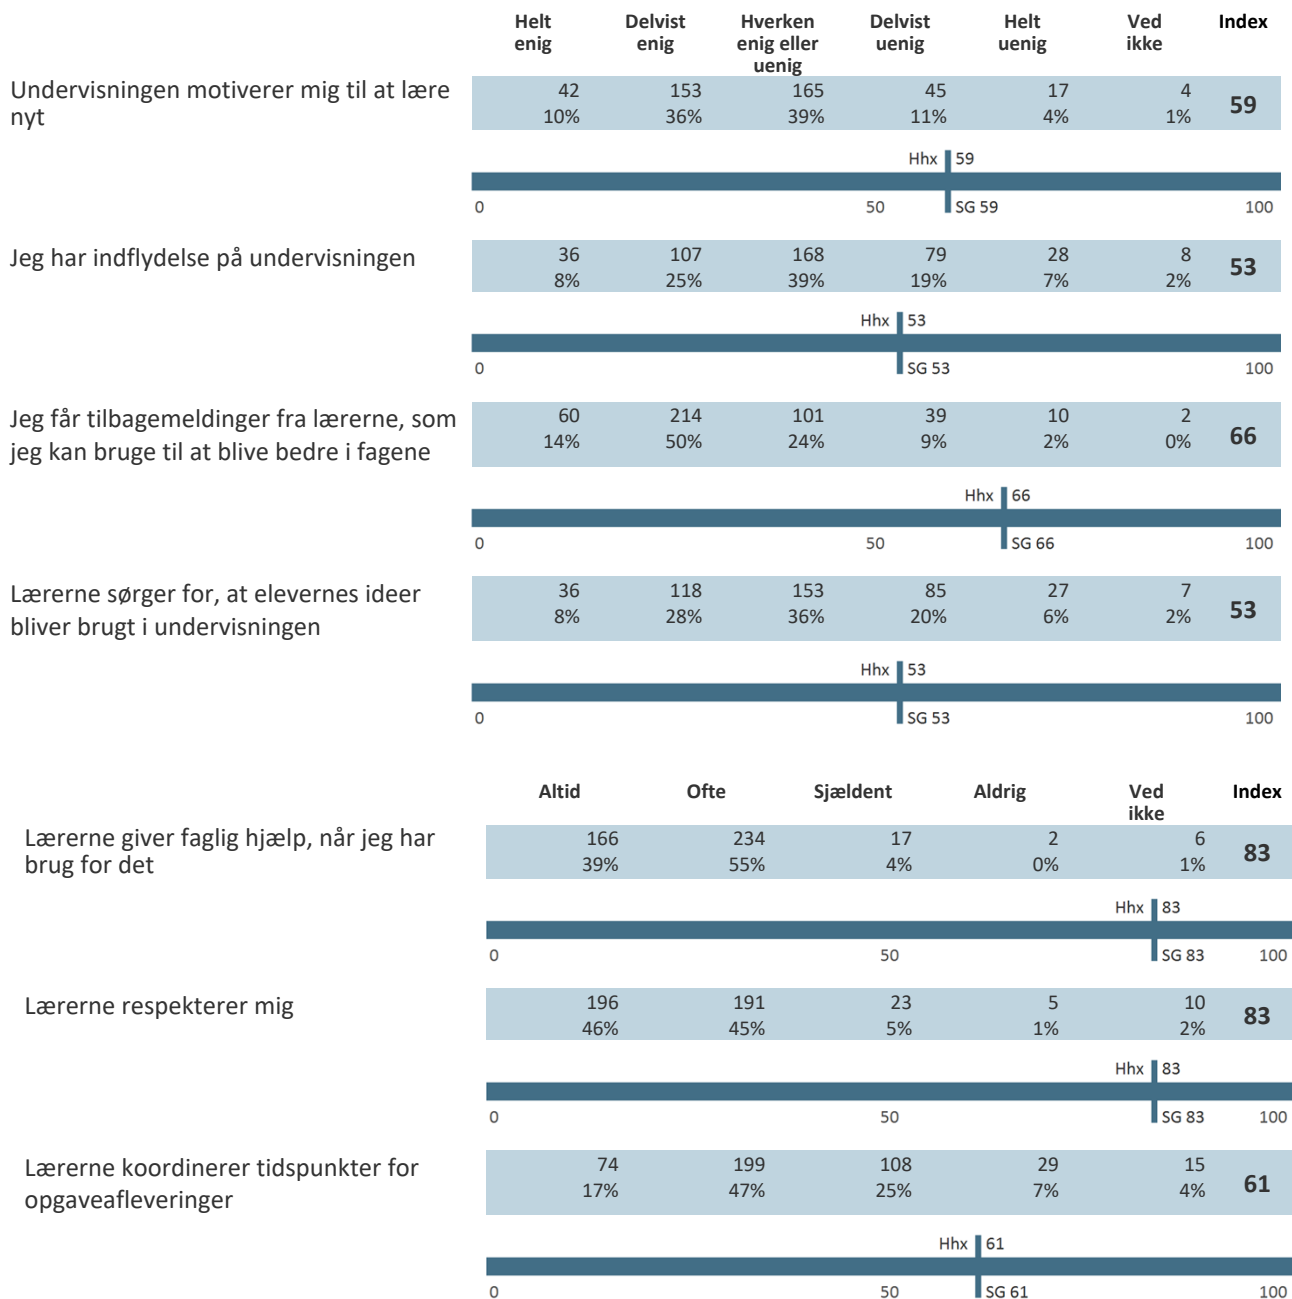 Helt Delvist Hverken Delvist Helt Ved Index
enig enig enig eller uenig uenig ikke
uenig
Undervisningen motiverer mig til at lære 42 153 165 45 17 4 59
nyt 10% 36% 39% 11% 4% 1%
Hhx 59
0 50 SG 59 100
Jeg har indflydelse på undervisningen 36 107 168 79 28 8 53
8% 25% 39% 19% 7% 2%
Hhx 53
0 SG 53 100
Jeg får tilbagemeldinger fra lærerne, som 60 214 101 39 10 2 66
jeg kan bruge til at blive bedre i fagene 14% 50% 24% 9% 2% 0%
Hhx 66
0 50 SG 66 100
Lærerne sørger for, at elevernes ideer 36 118 153 85 27 7 53
bliver brugt i undervisningen 8% 28% 36% 20% 6% 2%
Hhx 53
0 SG 53 100
Altid Ofte Sjældent Aldrig Ved Index
ikke
Lærerne giver faglig hjælp, når jeg har 166 234 17 2 6 83
brug for det 39% 55% 4% 0% 1%
Hhx 83
0 50 SG 83 100
Lærerne respekterer mig 196 191 23 5 10 83
46% 45% 5% 1% 2%
Hhx 83
0 50 SG 83 100
Lærerne koordinerer tidspunkter for 74 199 108 29 15 61
opgaveafleveringer 17% 47% 25% 7% 4%
Hhx 61
0 50 SG 61 100